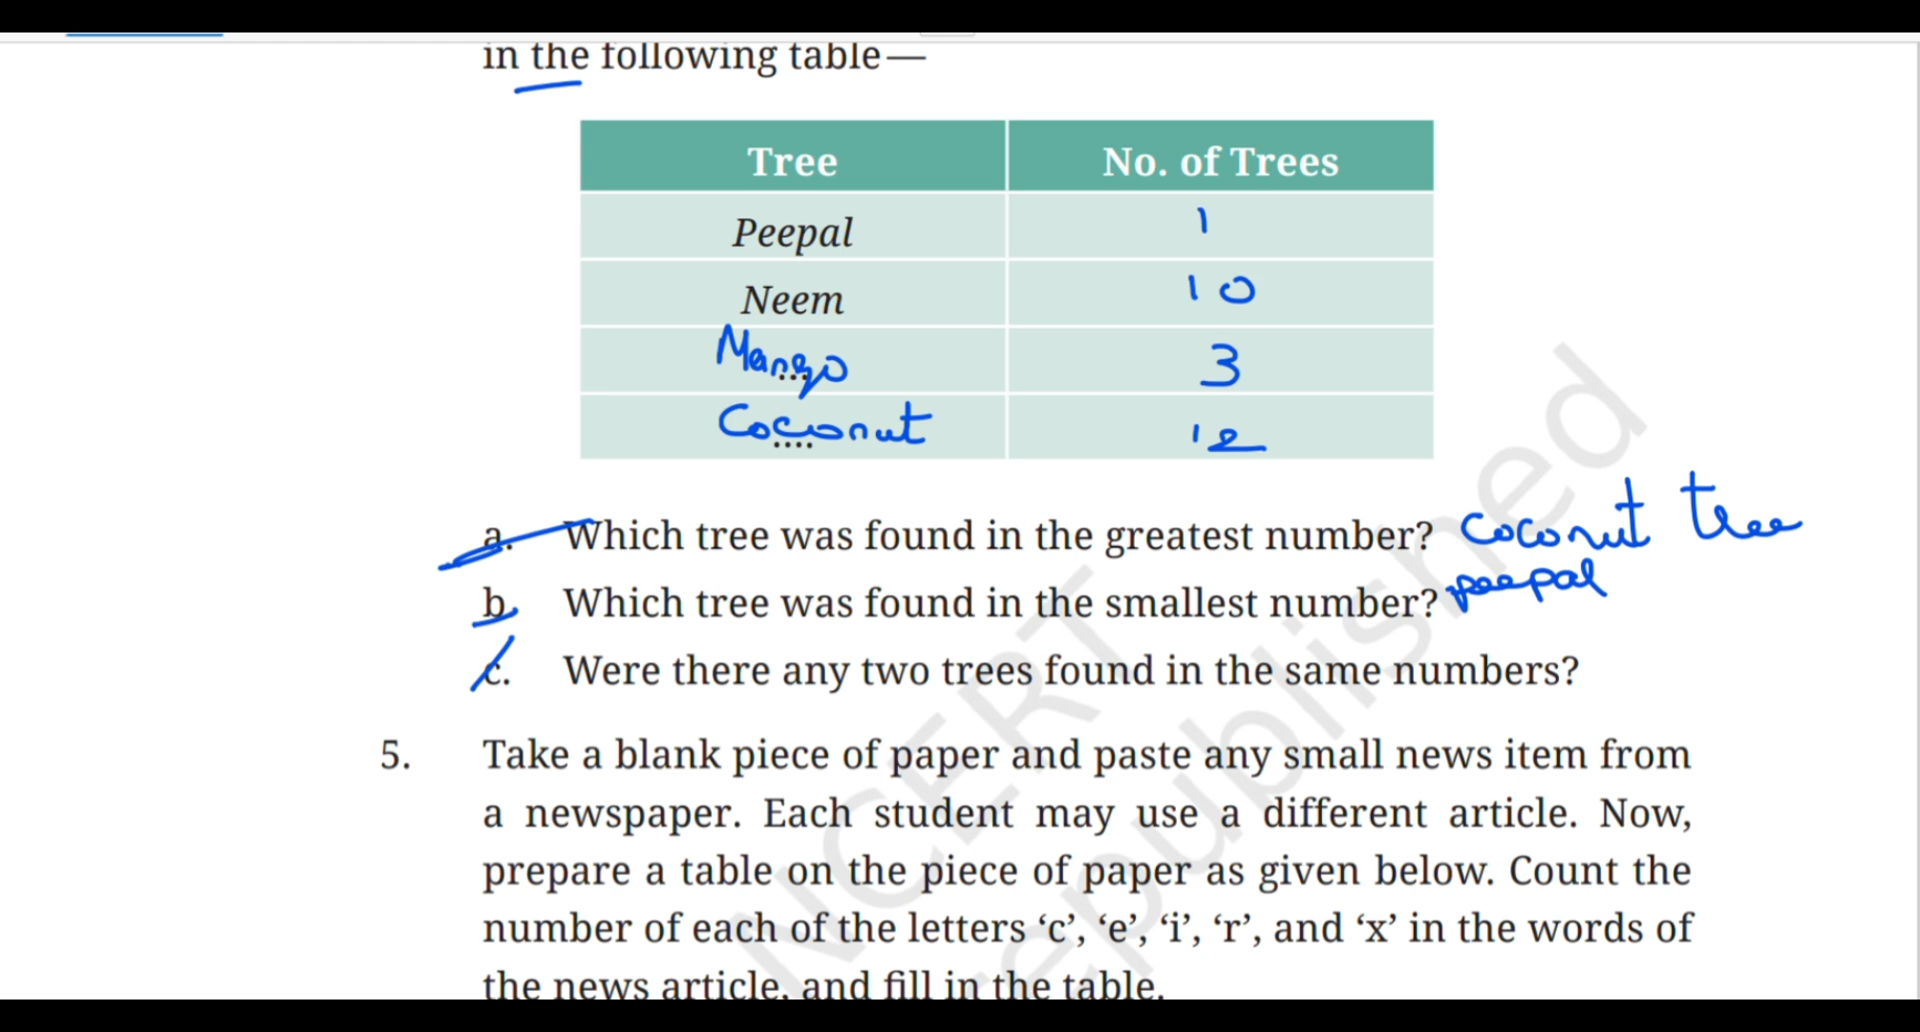 in the following table—
Tree No. of Trees
Peepal 1
Neem 10
Mango 3
.... 
Coconut 12
....
a. Which tree was found in the greatest number? Coconut tree
b. Which tree was found in the smallest number? peepal
c. Were there any two trees found in the same numbers?
5. Take a blank piece of paper and paste any small news item from
a newspaper. Each student may use a different article. Now,
prepare a table on the piece of paper as given below. Count the
number of each of the letters ‘c’, ‘e’, ‘i’, ‘r’, and ‘x’ in the words of
the news article, and fill in the table.
NCERT
republished